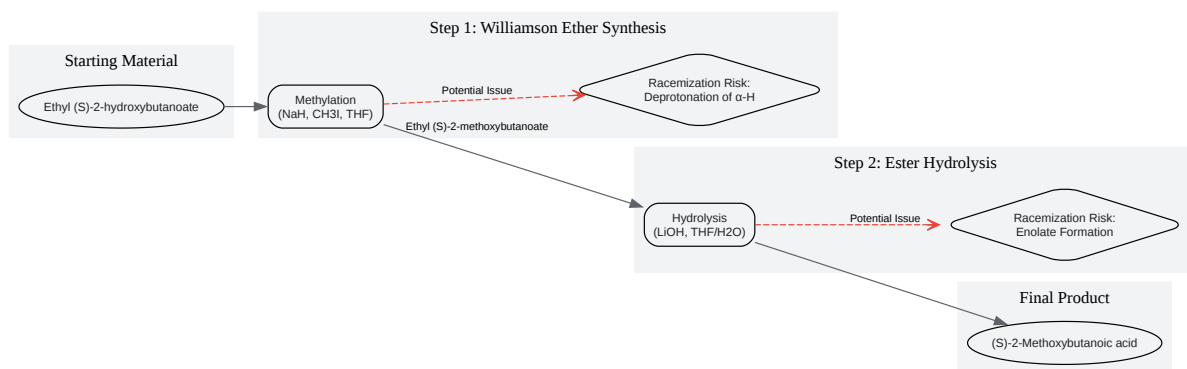 Step 1: Williamson Ether Synthesis
Starting Material
Ethyl (S)-2-hydroxybutanoate
Methylation
(NaH, CH3I, THF)
Potential Issue
Racemization Risk:
Deprotonation of α-H
Ethyl (S)-2-methoxybutanoate
Step 2: Ester Hydrolysis
Hydrolysis
(LiOH, THF/H2O)
Potential Issue
Racemization Risk:
Enolate Formation
Final Product
(S)-2-Methoxybutanoic acid